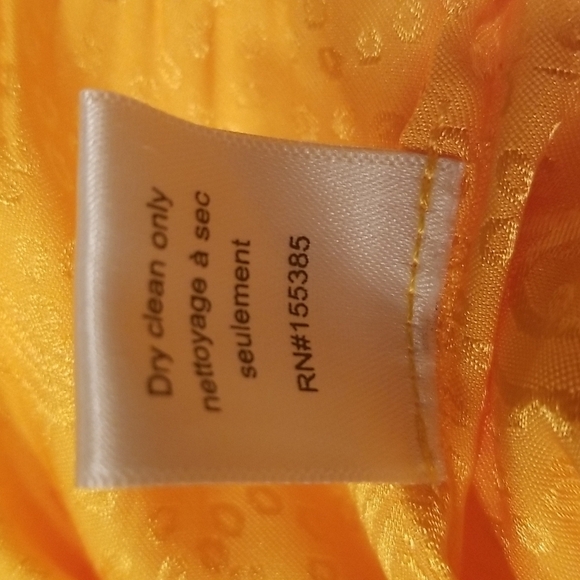 Dry clean only
nettoyage à sec
seulement
RN#155385